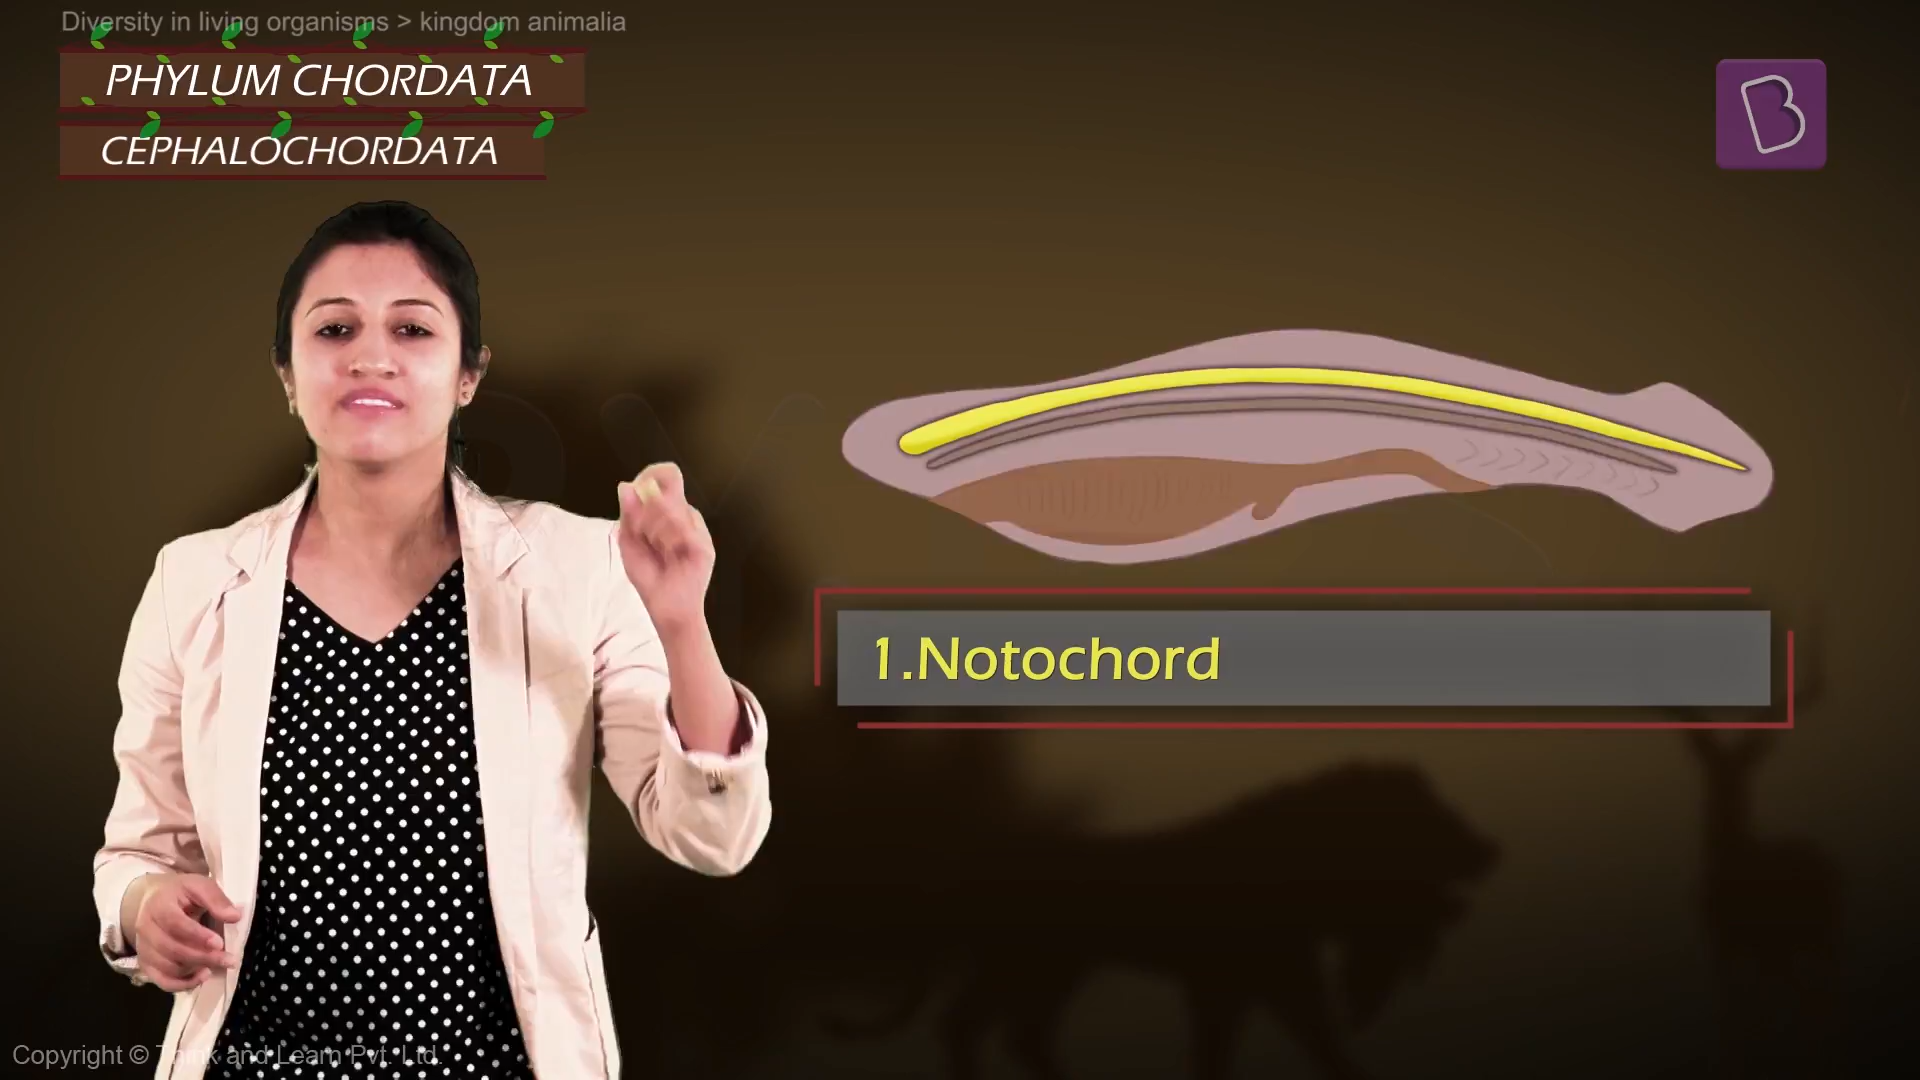 Diversity in living organisms > kingdom animalia
PHYLUM CHORDATA
CEPHALOCHORDATA
B
1.Notochord
Copyright © Think and Learn Pvt. Ltd.